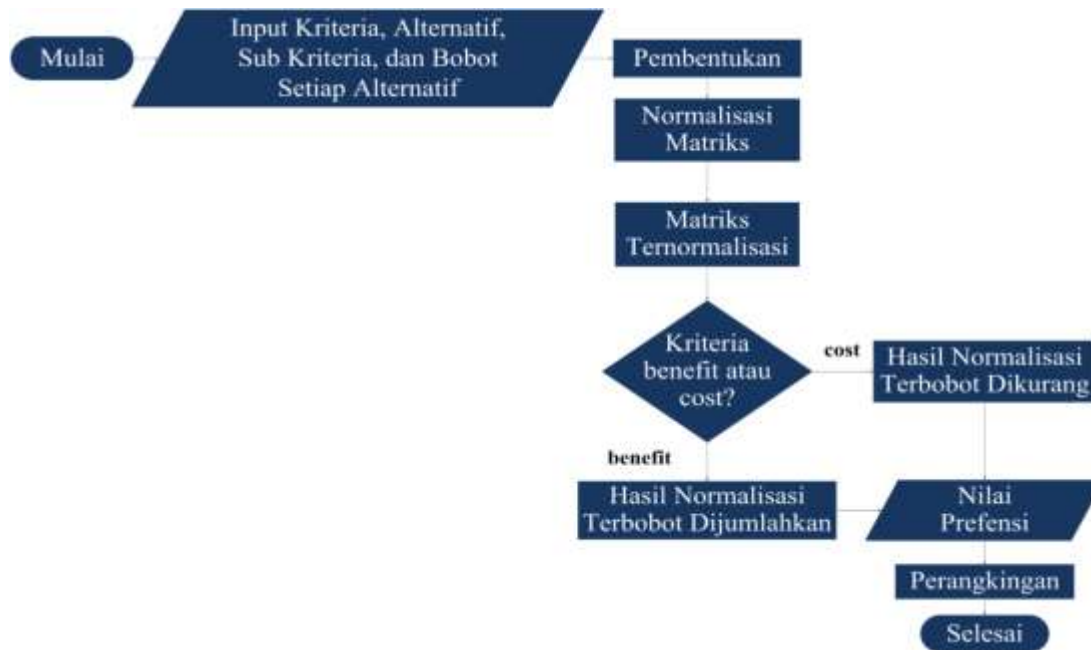 Mulai
Input Kriteria, Alternatif,
Sub Kriteria, dan Bobot
Setiap Alternatif
Pembentukan
Normalisasi
Matriks
Matriks
Ternormalisasi
Kriteria
benefit atau
cost?
cost
Hasil Normalisasi
Terbobot Dikurang
benefit
Hasil Normalisasi
Terbobot Dijumlahkan
Nilai
Prefensi
Perangkingan
Selesai